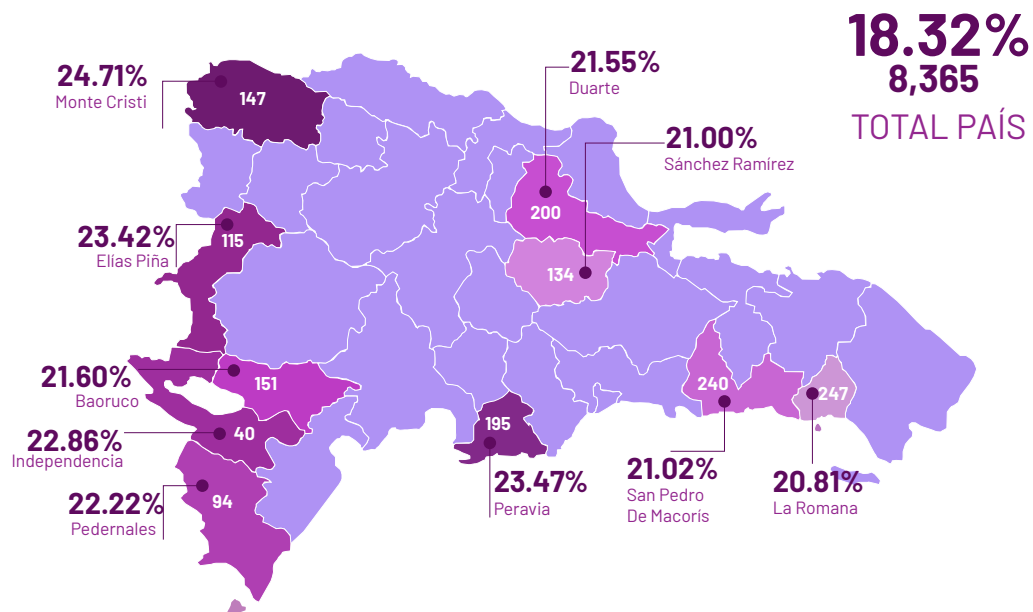 18.32%
8,365
TOTAL PAÍS
24.71%
Monte Cristi
147
21.55%
Duarte
200
21.00%
Sánchez Ramírez
134
23.42%
Elías Piña
115
21.60%
Baoruco
151
22.86%
Independencia
40
22.22%
Pedernales
94
195
23.47%
Peravia
240
21.02%
San Pedro
De Macorís
247
20.81%
La Romana